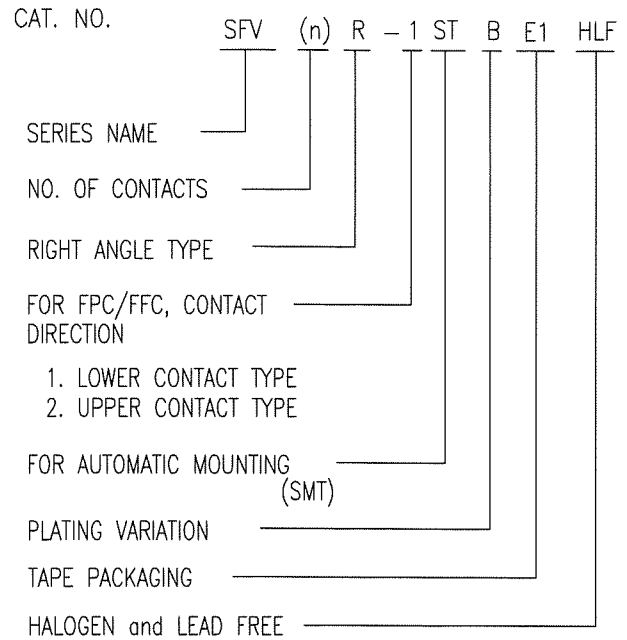 CAT. NO.
SFV (n) R - 1 ST B E1 HLF
SERIES NAME
NO. OF CONTACTS
RIGHT ANGLE TYPE
FOR FPC/FFC, CONTACT
DIRECTION
1. LOWER CONTACT TYPE
2. UPPER CONTACT TYPE
FOR AUTOMATIC MOUNTING
(SMT)
PLATING VARIATION
TAPE PACKAGING
HALOGEN and LEAD FREE